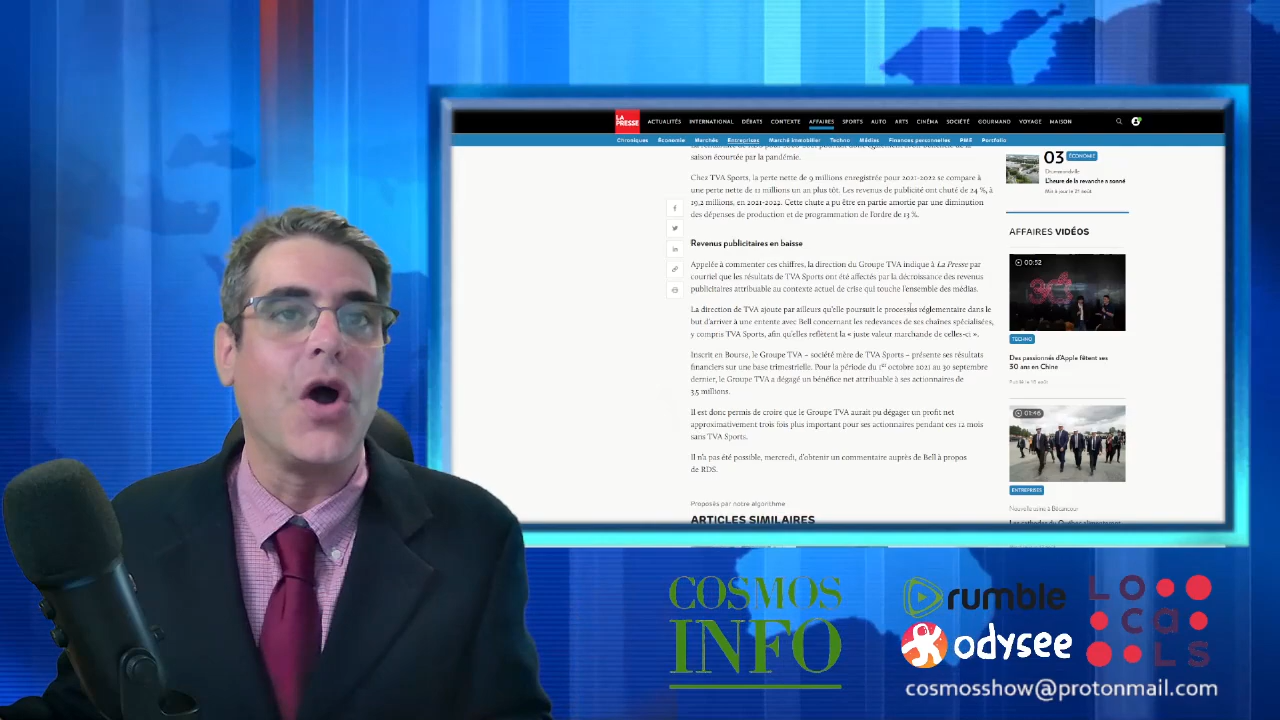 LA
PRESSE
ACTUALITÉS INTERNATIONAL DÉBATS CONTEXTE AFFAIRES SPORTS AUTO ARTS CINÉMA SOCIÉTÉ GOURMAND VOYAGE MAISON
Chroniques Économie Marchés Entreprises Marché immobilier Techno Médias Finances personnelles PME Portfolio
saison écourtée par la pandémie.
Chez TVA Sports, la perte nette de 9 millions enregistrée pour 2021-2022 se compare à
une perte nette de 11 millions un an plus tôt. Les revenus de publicité ont chuté de 24 %, à
19,2 millions, en 2021-2022. Cette chute a pu être en partie amortie par une diminution
des dépenses de production et de programmation de l'ordre de 13 %.
Revenus publicitaires en baisse
Appelée à commenter ces chiffres, la direction du Groupe TVA indique à La Presse par
courriel que les résultats de TVA Sports ont été affectés par la décroissance des revenus
publicitaires attribuable au contexte actuel de crise qui touche l'ensemble des médias.
La direction de TVA ajoute par ailleurs qu'elle poursuit le processus réglementaire dans le
but d'arriver à une entente avec Bell concernant les redevances de ses chaînes spécialisées,
y compris TVA Sports, afin qu'elles reflètent la « juste valeur marchande de celles-ci ».
Inscrit en Bourse, le Groupe TVA – société mère de TVA Sports – présente ses résultats
financiers sur une base trimestrielle. Pour la période du 1er octobre 2021 au 30 septembre
dernier, le Groupe TVA a dégagé un bénéfice net attribuable à ses actionnaires de
3,5 millions.
Il est donc permis de croire que le Groupe TVA aurait pu dégager un profit net
approximativement trois fois plus important pour ses actionnaires pendant ces 12 mois
sans TVA Sports.
Il n'a pas été possible, mercredi, d'obtenir un commentaire auprès de Bell à propos
de RDS.
Proposés par notre algorithme
ARTICLES SIMILAIRES
03 ÉCONOMIE
Drummondville
L'heure de la revanche a sonné
Mis à jour le 21 août
AFFAIRES VIDÉOS
00:52
TECHNO
Des passionnés d'Apple fêtent ses
30 ans en Chine
01:46
ENTREPRISES
Nouvelle usine à Bécancour
COSMOS
INFO
rumble
odysee
LOcaLS
cosmosshow@protonmail.com